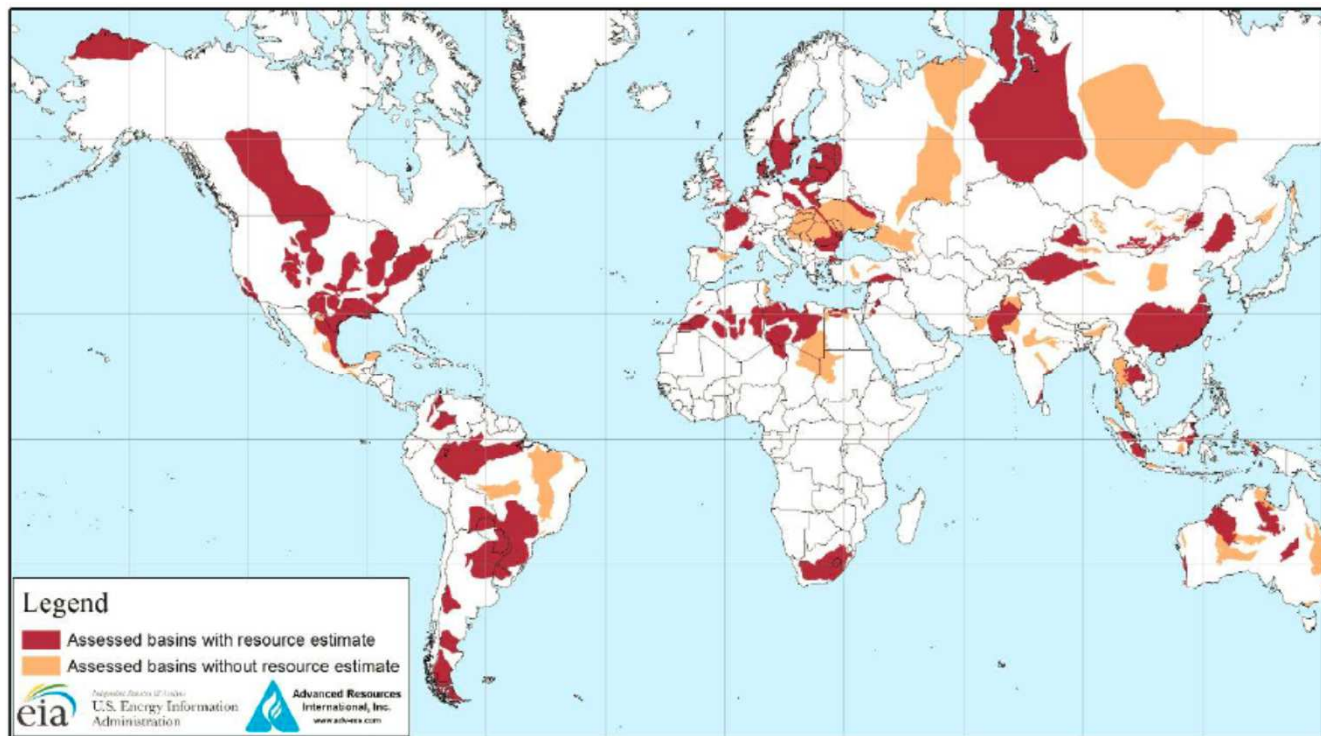 Legend
Assessed basins with resource estimate
Assessed basins without resource estimate
eia
U.S. Energy Information
Administration
Advanced Resources
International, Inc.